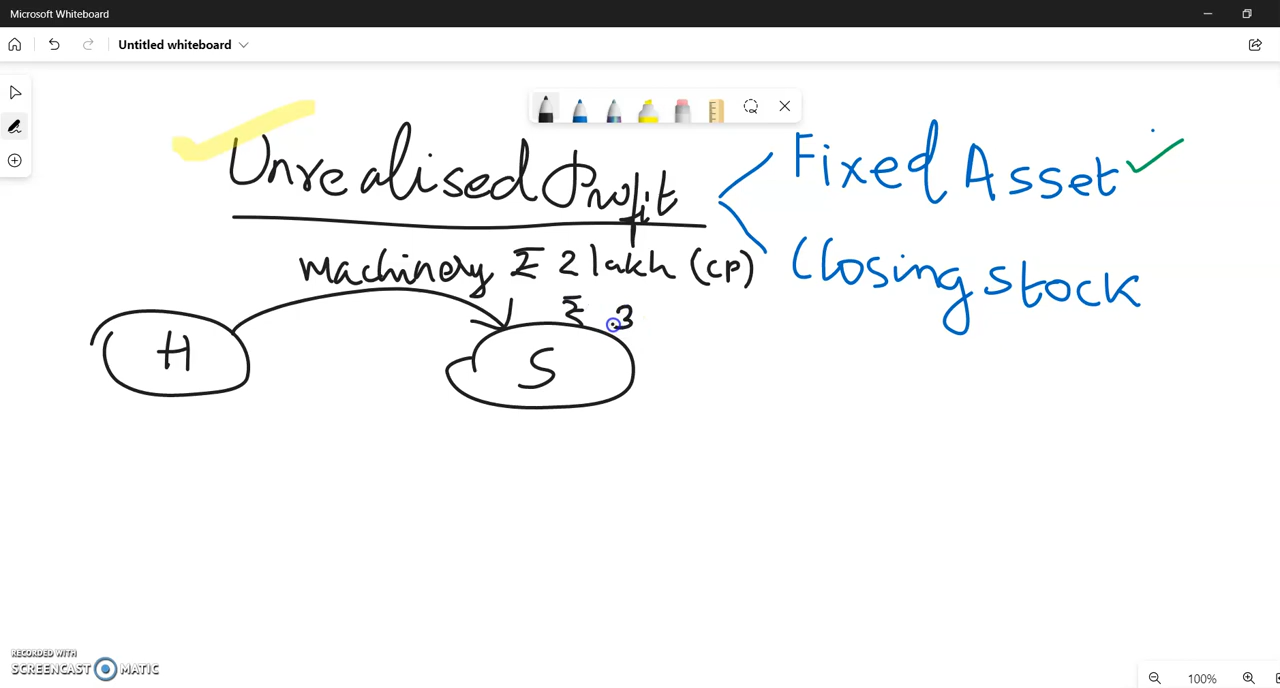 Microsoft Whiteboard
Untitled whiteboard
Unrealised Profit
Fixed Asset
Closing stock
Machinery ₹ 2 lakh (CP)
₹ 3
H
S
RECORDED WITH
SCREENCAST MATIC
100%